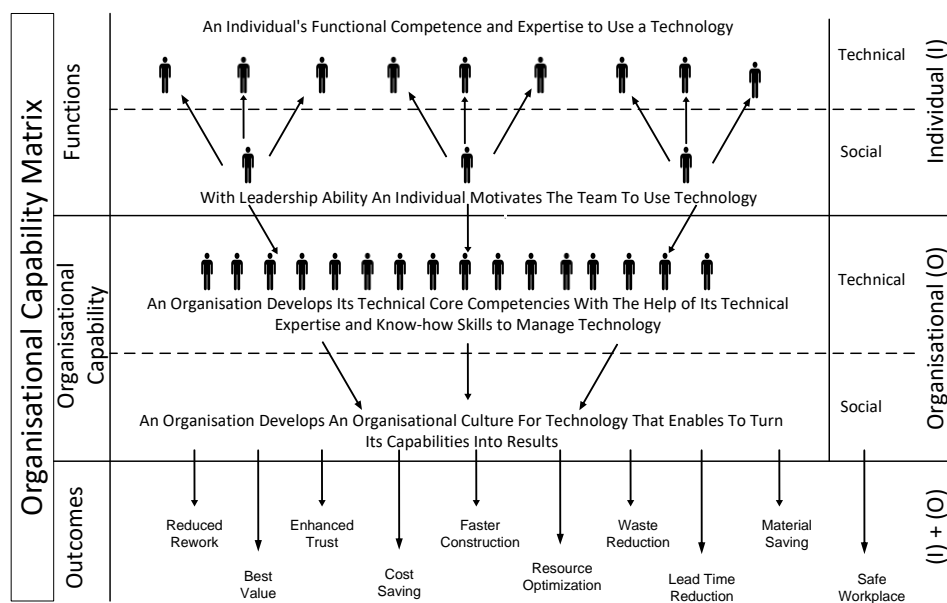 Organisational Capability Matrix
Functions
An Individual's Functional Competence and Expertise to Use a Technology
Technical
Individual (I)
Social
With Leadership Ability An Individual Motivates The Team To Use Technology
Organisational
Capability
Technical
Organisational (O)
An Organisation Develops Its Technical Core Competencies With The Help of Its Technical
Expertise and Know-how Skills to Manage Technology
Social
An Organisation Develops An Organisational Culture For Technology That Enables To Turn
Its Capabilities Into Results
Outcomes
(I) + (O)
Reduced
Rework
Best
Value
Enhanced
Trust
Cost
Saving
Faster
Construction
Resource
Optimization
Waste
Reduction
Lead Time
Reduction
Material
Saving
Safe
Workplace